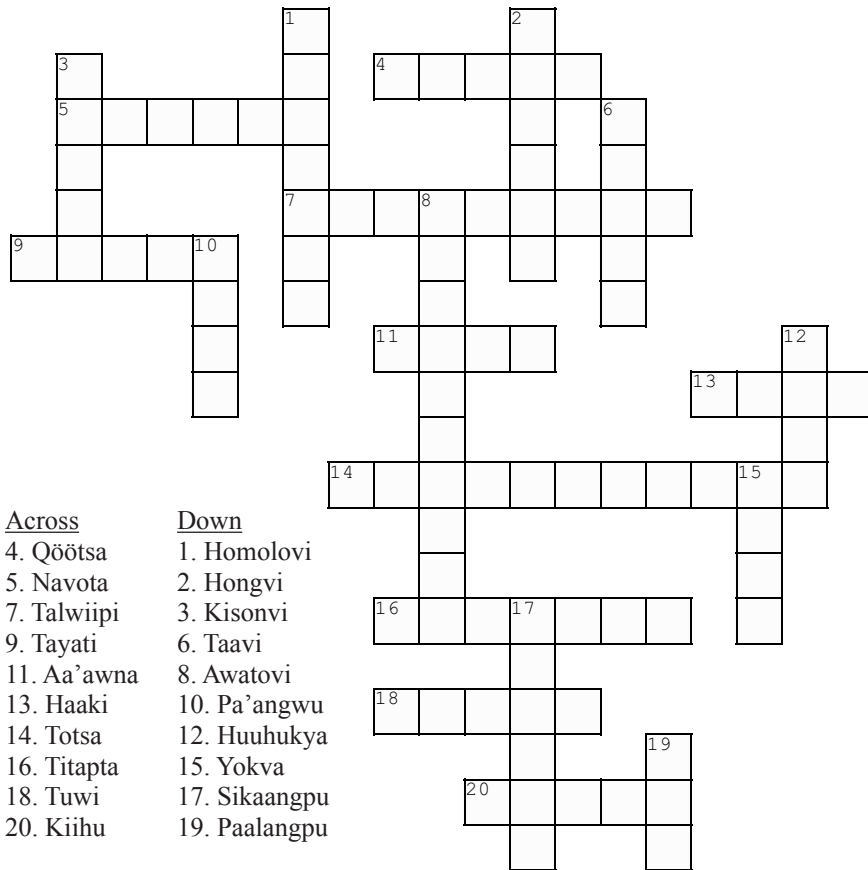 1 2
3 4
5 6
7 8
9 10
11 12
13
14 15
Across Down
4. Qöötsa 1. Homolovi
5. Navota 2. Hongvi
7. Talwiipi 3. Kisonvi
16 17
9. Tayati 6. Taavi
11. Aa’awna 8. Awatovi
13. Haaki 10. Pa’angwu
18
14. Totsa 12. Huuhukya
19
16. Titapta 15. Yokva
18. Tuwi 17. Sikaangpu
20
20. Kiihu 19. Paalangpu